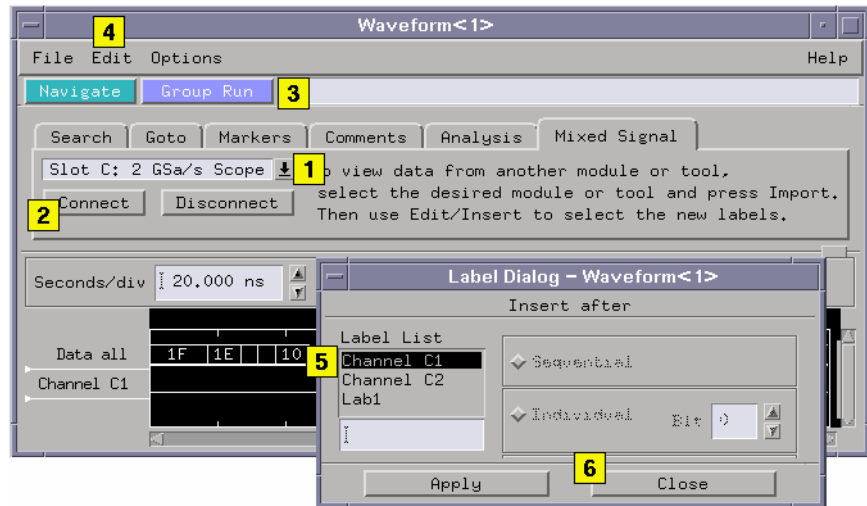 Waveform<1>
4
File Edit Options Help
Navigate Group Run 3
Search Goto Markers Comments Analysis Mixed Signal
Slot C: 2 GSa/s Scope 1 o view data from another module or tool,
select the desired module or tool and press Import.
2 Connect Disconnect
Then use Edit/Insert to select the new labels.
Seconds/div 20.000 ns
Label Dialog - Waveform<1>
Insert after
Data all 1F 1E 10
Channel C1
Label List
5 Channel C1
Channel C2
Lab1
Sequential
Individual Bit 0
6
Apply Close